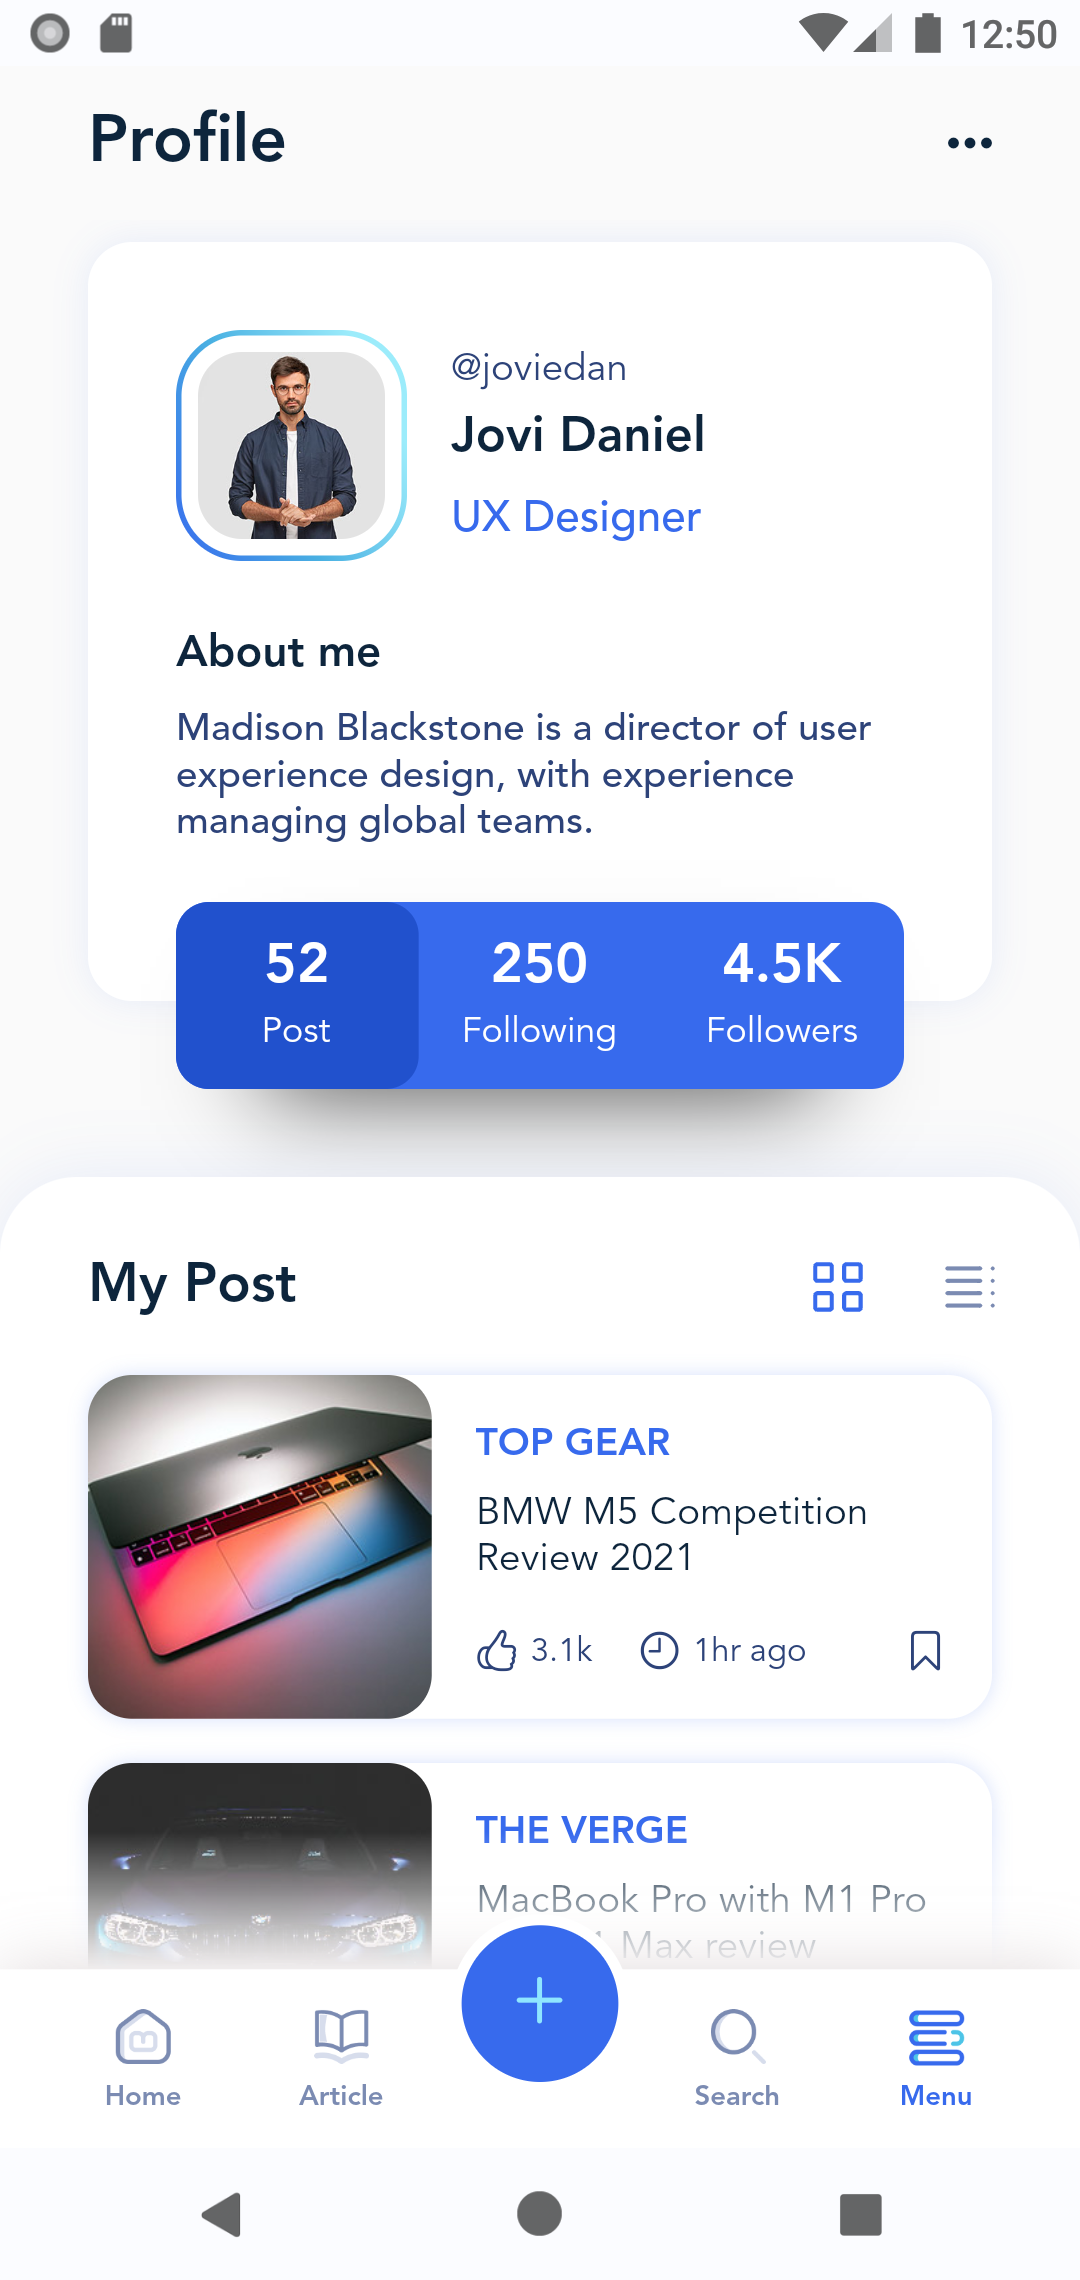 12:50
Profile
@joviedan
Jovi Daniel
UX Designer
About me
Madison Blackstone is a director of user
experience design, with experience
managing global teams.
52
Post
250
Following
4.5K
Followers
My Post
TOP GEAR
BMW M5 Competition
Review 2021
3.1k
1hr ago
THE VERGE
MacBook Pro with M1 Pro
Max review
Home
Article
Search
Menu